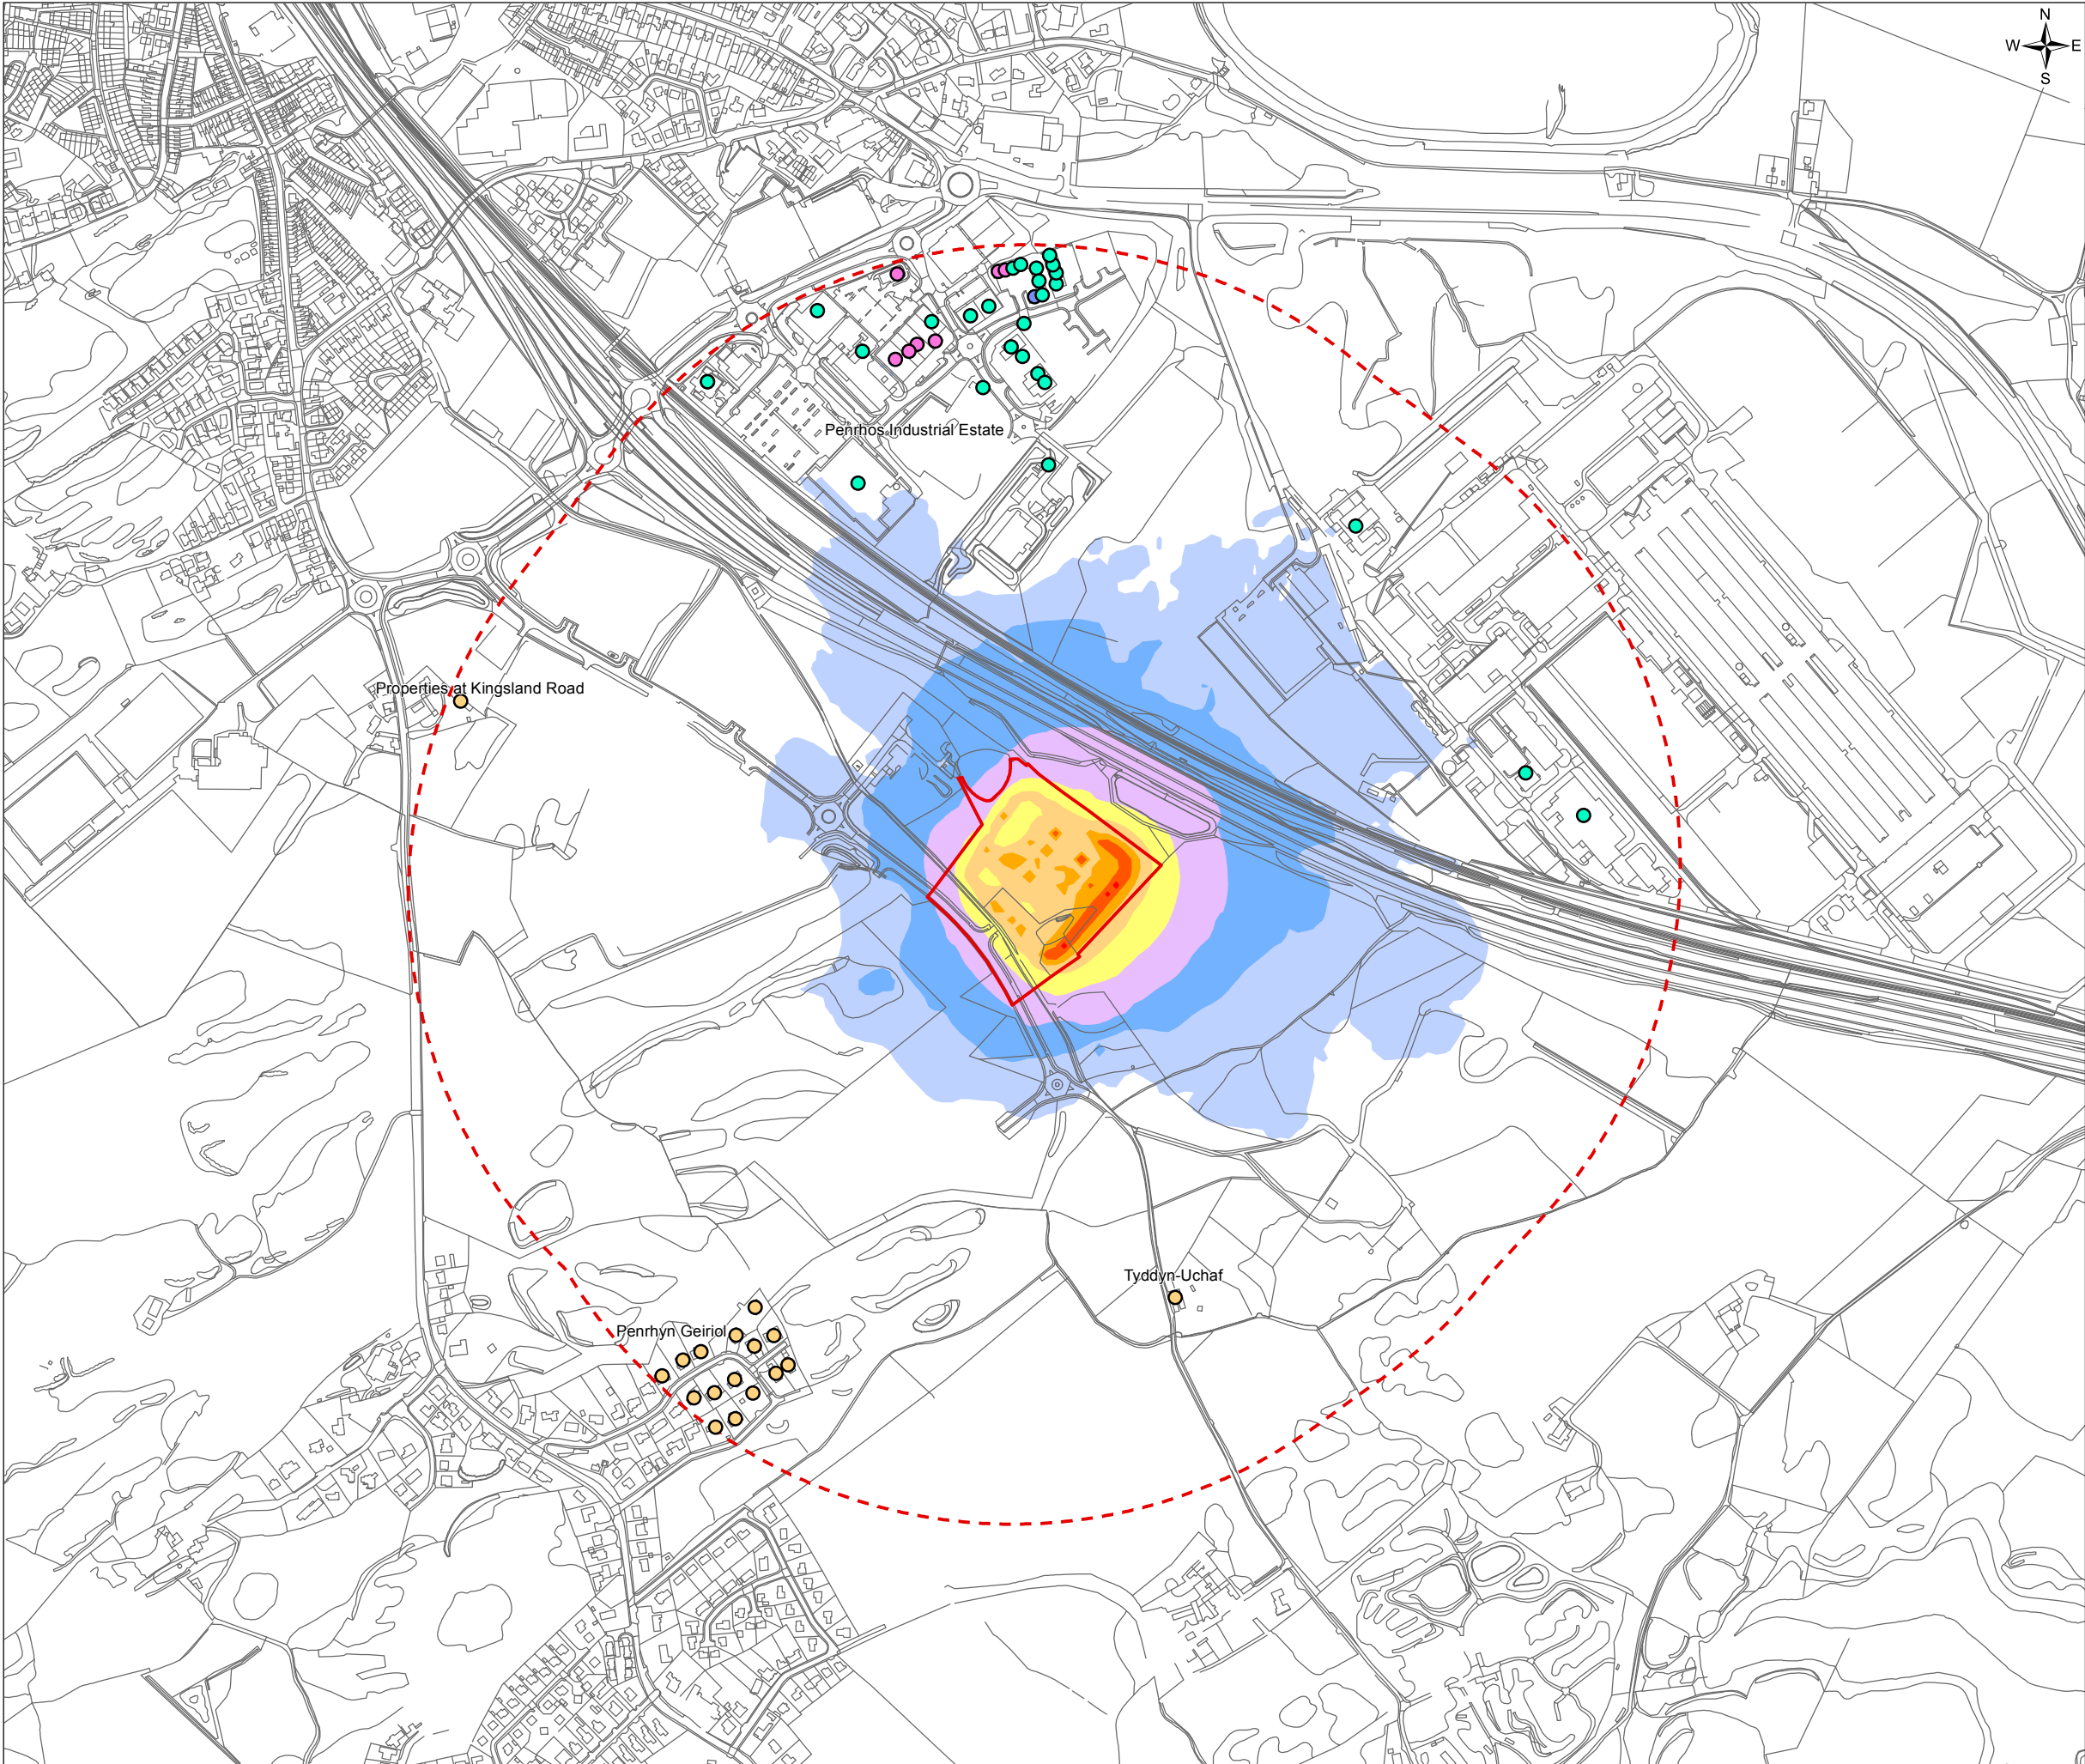 N
W E
S
Penrhos Industrial Estate
Properties at Kingsland Road
Tyddyn-Uchaf
Penrhyn Geiriol